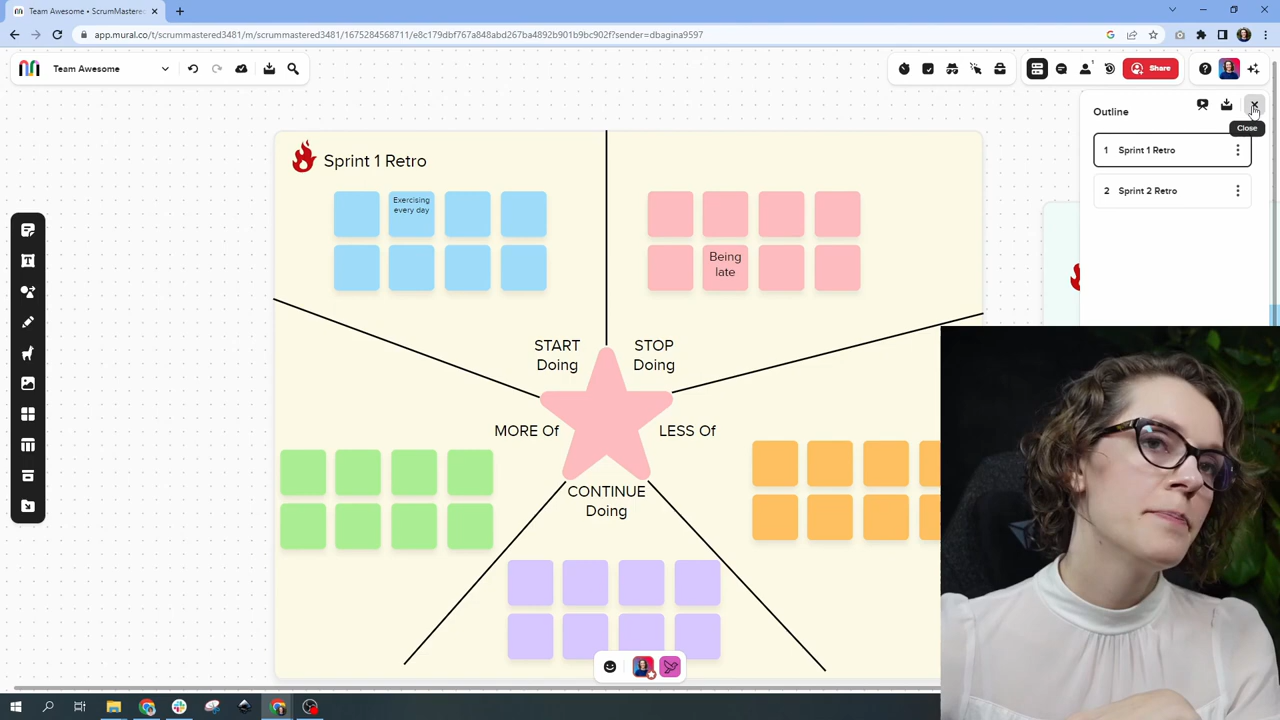 Team Awesome • ScrumMastere
app.mural.co/t/scrummastered3481/m/scrummastered3481/1675284568711/e8c179dbf767a848abd267ba4892b901b9bc902f?sender=dbagina9597
Team Awesome
Share
Outline
Close
1 Sprint 1 Retro
2 Sprint 2 Retro
Sprint 1 Retro
Exercising
every day
Being
late
START
Doing
STOP
Doing
MORE Of
LESS Of
CONTINUE
Doing